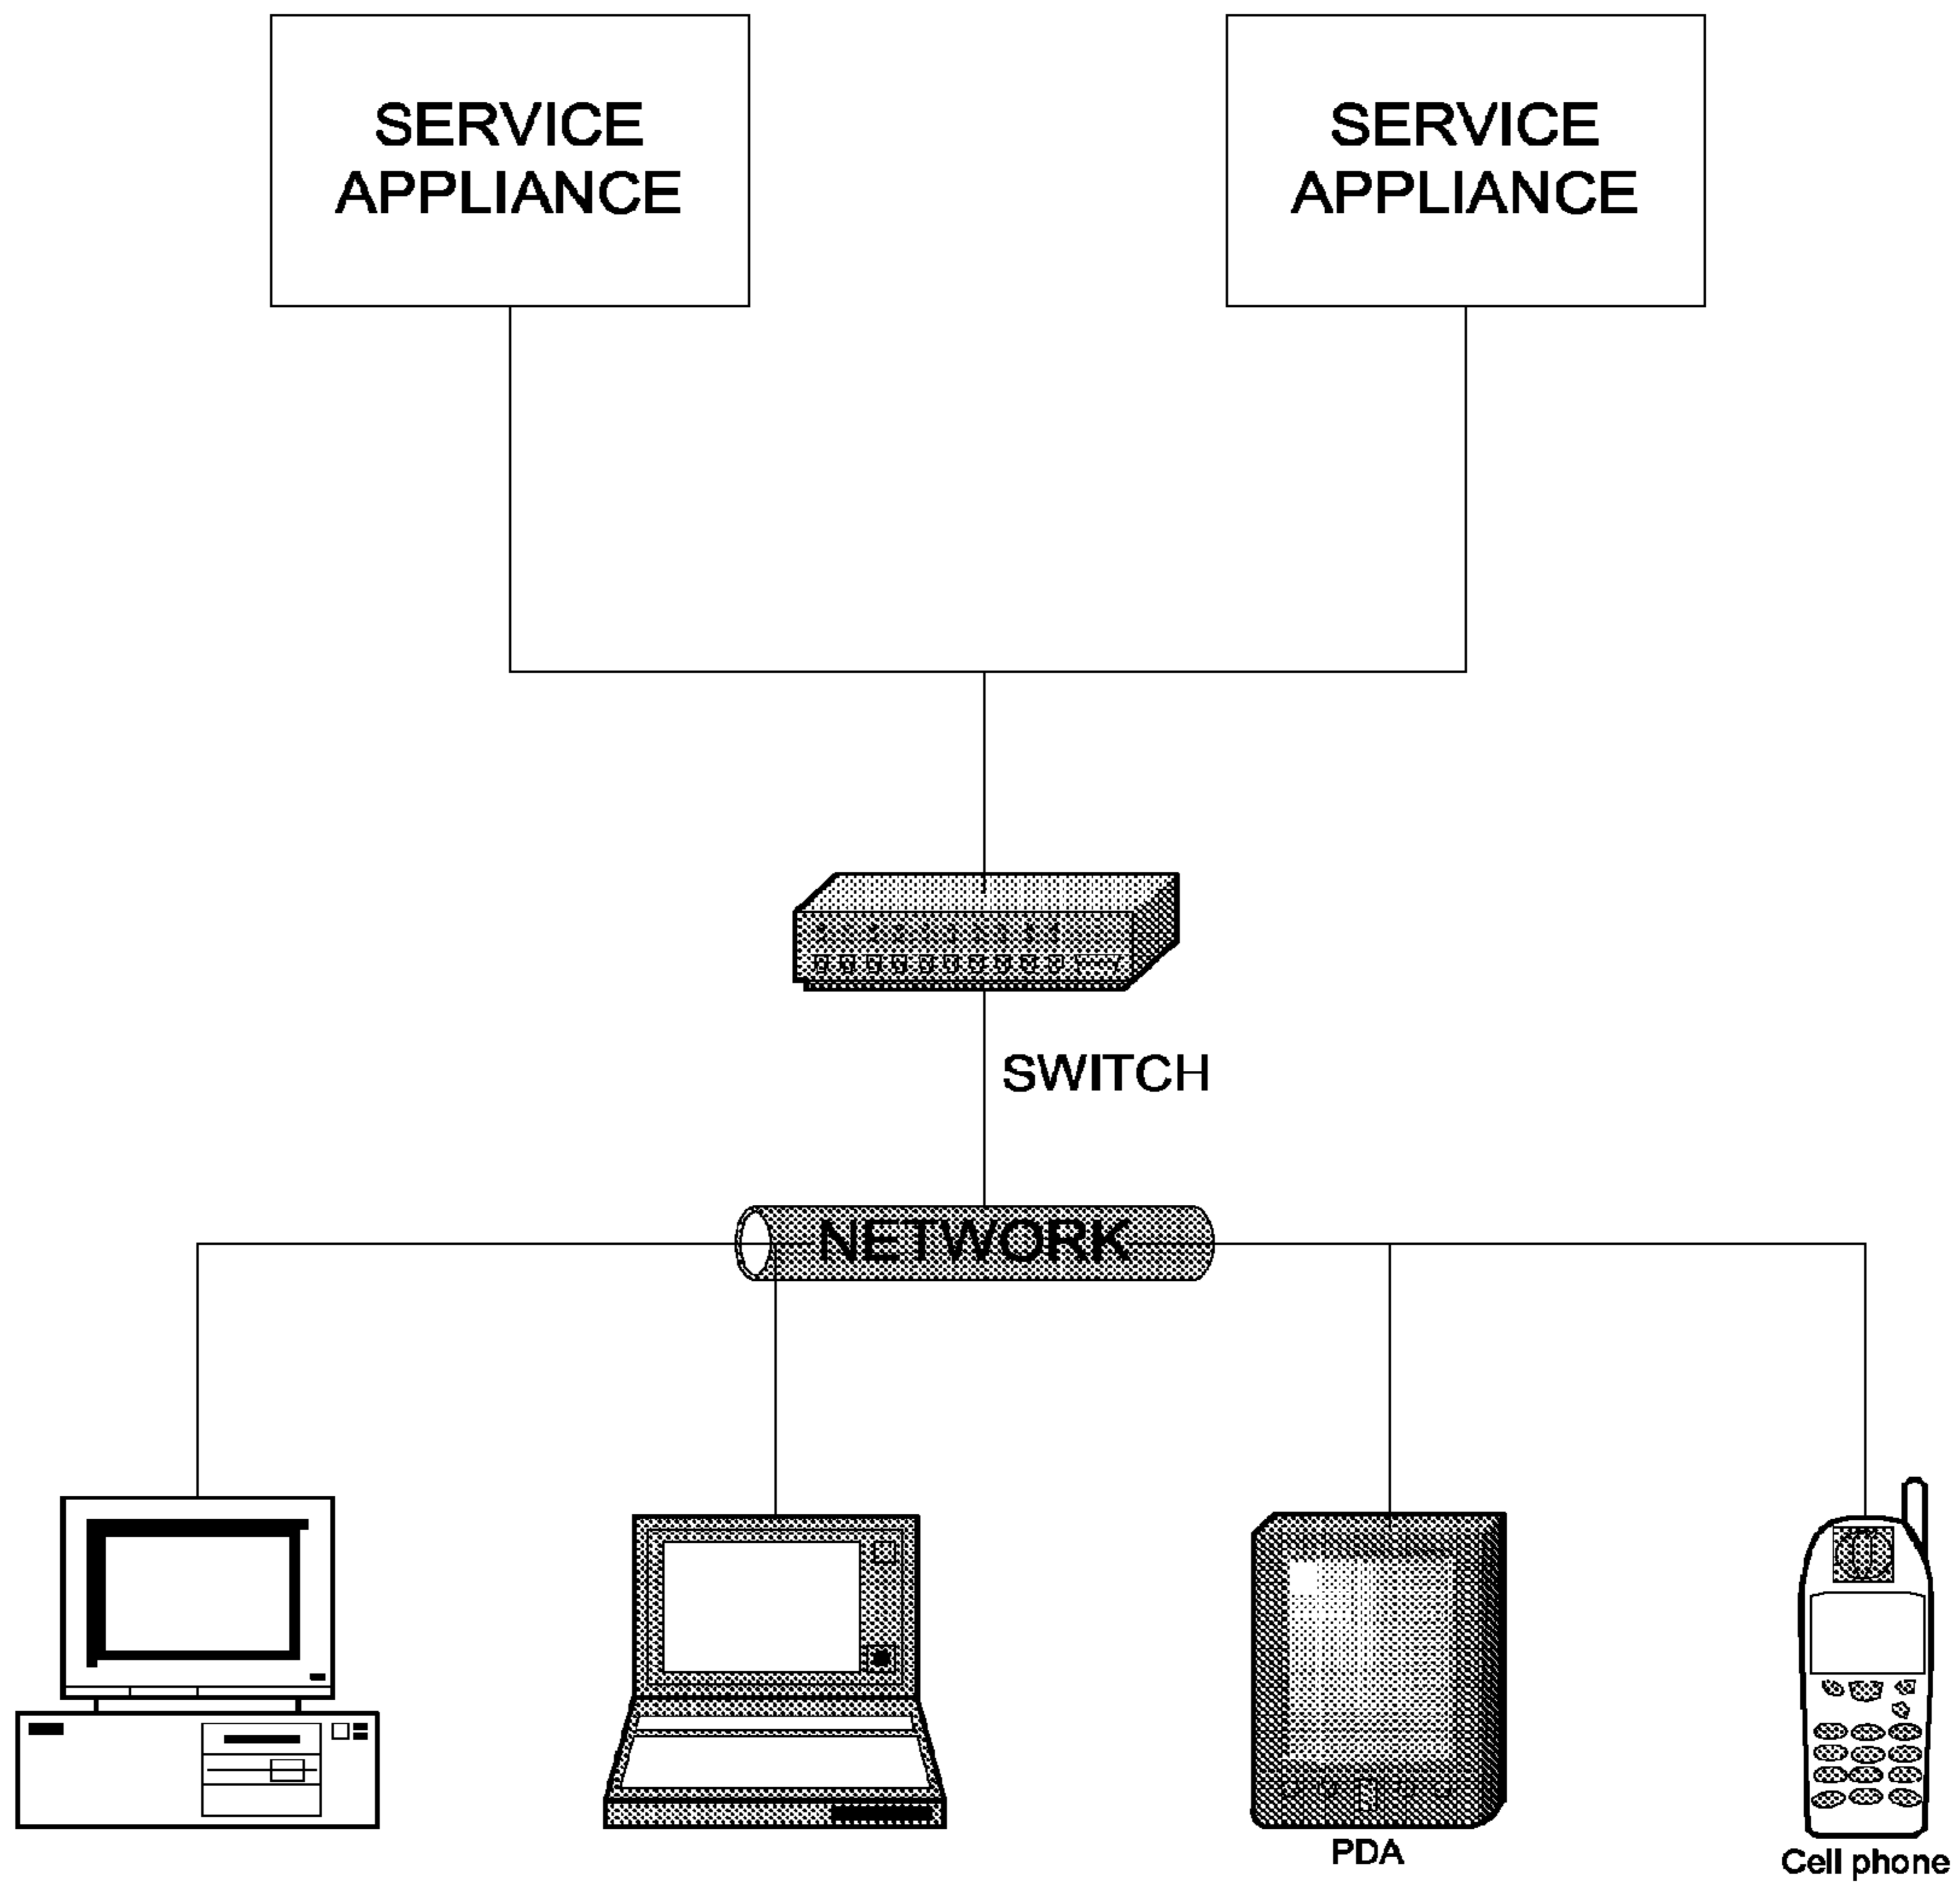 SERVICE
APPLIANCE
SERVICE
APPLIANCE
SWITCH
NETWORK
PDA
Cell phone